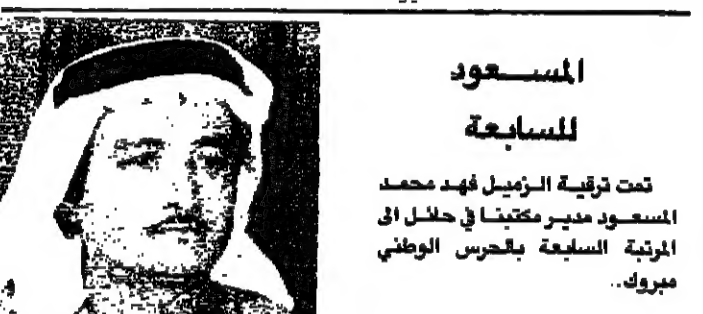 المسعود
للسابعة
تمت ترقية الزميل فهد محمد
المسعود مدير مكتبنا في حائل الى
المرتبة السابعة بالحرس الوطني
مبروك..